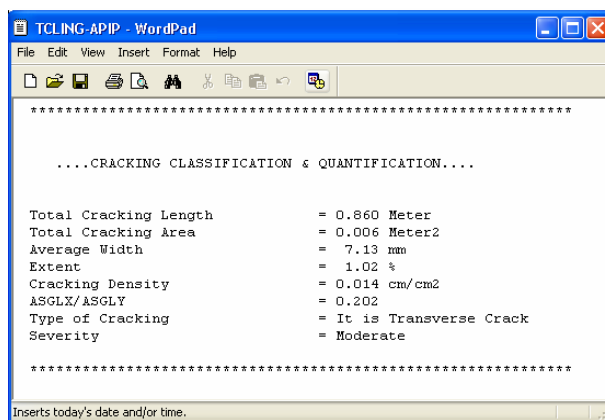 TCLING-APIP - WordPad
File Edit View Insert Format Help
**************************************************************
....CRACKING CLASSIFICATION & QUANTIFICATION....
Total Cracking Length = 0.860 Meter
Total Cracking Area = 0.006 Meter2
Average Width = 7.13 mm
Extent = 1.02 %
Cracking Density = 0.014 cm/cm2
ASGLX/ASGLY = 0.202
Type of Cracking = It is Transverse Crack
Severity = Moderate
**************************************************************
Inserts today's date and/or time.